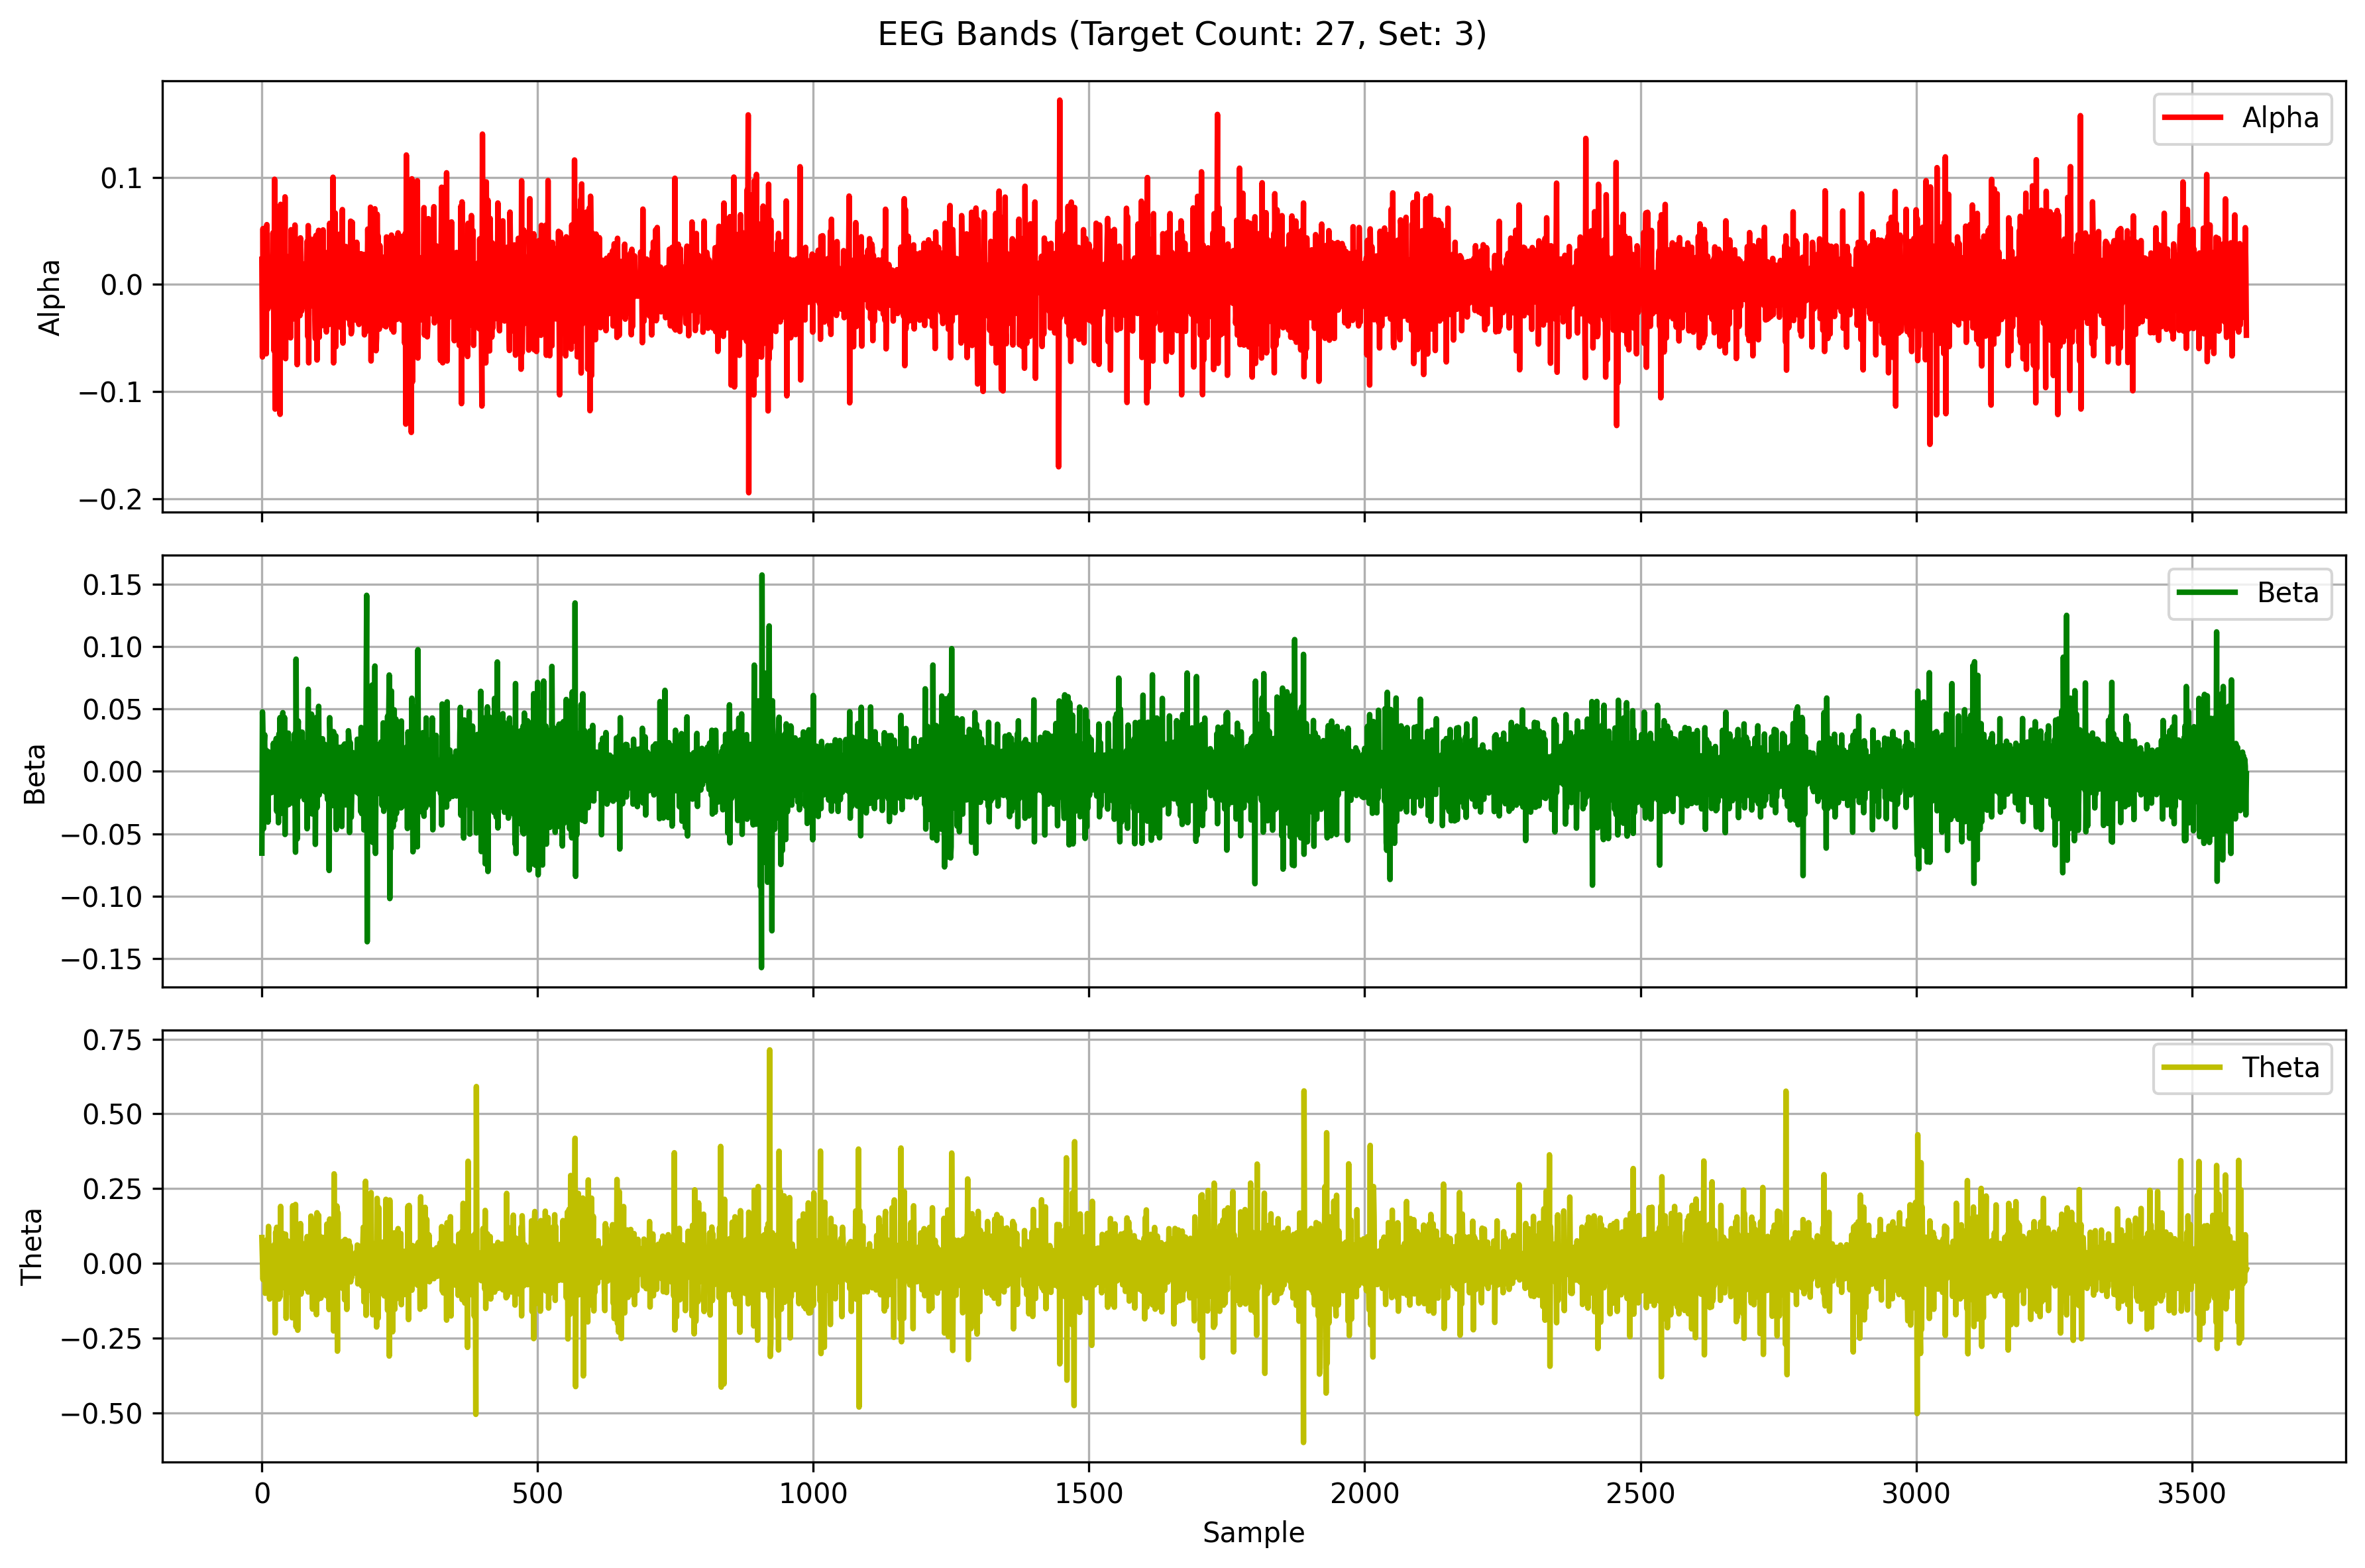 EEG Bands (Target Count: 27, Set: 3)
Alpha
0.1
0.0
−0.1
−0.2
Alpha
Beta
0.15
0.10
0.05
0.00
−0.05
−0.10
−0.15
Beta
Theta
0.75
0.50
0.25
0.00
−0.25
−0.50
Theta
0 500 1000 1500 2000 2500 3000 3500
Sample